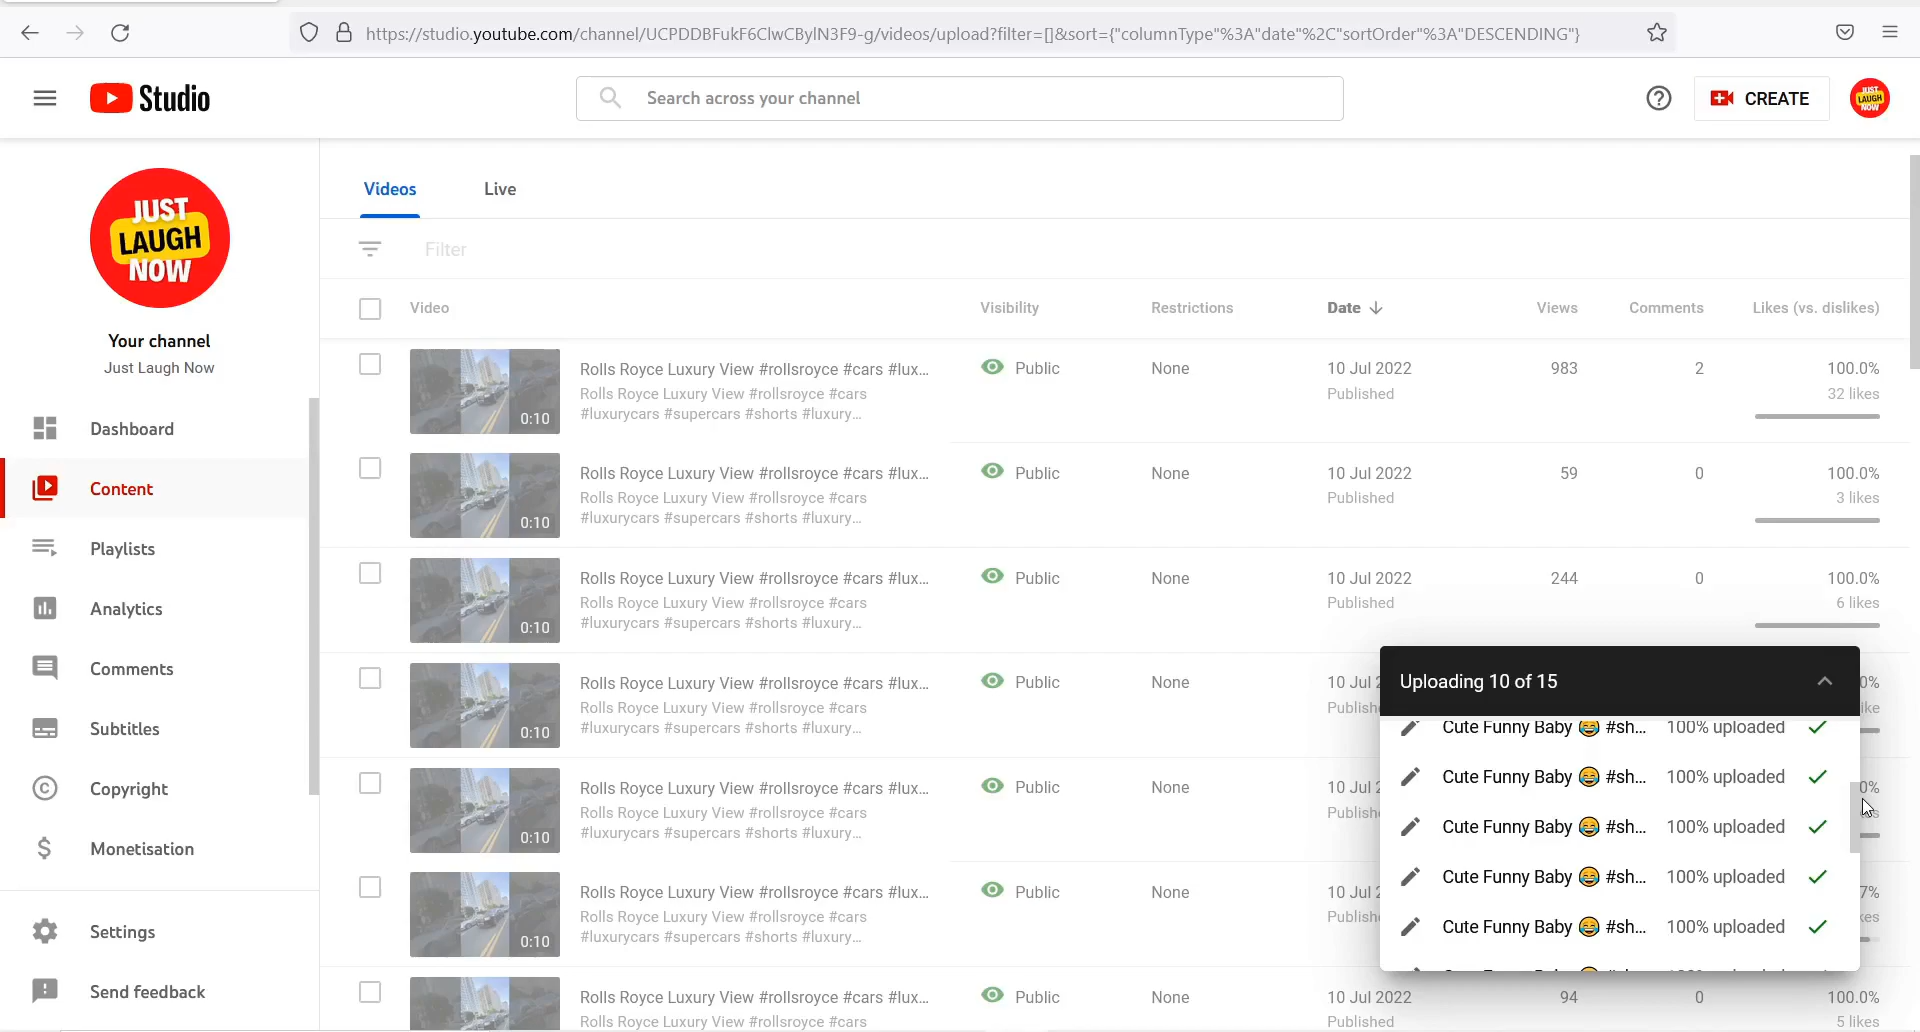 https://studio.youtube.com/channel/UCPDDBFukF6ClwCBylN3F9-g/videos/upload?filter=[]&sort={"columnType"%3A"date"%2C"sortOrder"%3A"DESCENDING"}
Studio
Search across your channel
CREATE
JUST LAUGH NOW
JUST
LAUGH
NOW
Your channel
Just Laugh Now
Dashboard
Content
Playlists
Analytics
Comments
Subtitles
Copyright
Monetisation
Settings
Send feedback
Videos Live
Filter
Video Visibility Restrictions Date Views Comments Likes (vs. dislikes)
Rolls Royce Luxury View #rollsroyce #cars #lux... Public None 10 Jul 2022 983 2 100.0%
Rolls Royce Luxury View #rollsroyce #cars Published 32 likes
0:10 #luxurycars #supercars #shorts #luxury...
Rolls Royce Luxury View #rollsroyce #cars #lux... Public None 10 Jul 2022 59 0 100.0%
Rolls Royce Luxury View #rollsroyce #cars Published 3 likes
0:10 #luxurycars #supercars #shorts #luxury...
Rolls Royce Luxury View #rollsroyce #cars #lux... Public None 10 Jul 2022 244 0 100.0%
Rolls Royce Luxury View #rollsroyce #cars Published 6 likes
0:10 #luxurycars #supercars #shorts #luxury...
Rolls Royce Luxury View #rollsroyce #cars #lux... Public None 10 Jul
Rolls Royce Luxury View #rollsroyce #cars
0:10 #luxurycars #supercars #shorts #luxury...
Rolls Royce Luxury View #rollsroyce #cars #lux... Public None 10 Jul
Rolls Royce Luxury View #rollsroyce #cars
0:10 #luxurycars #supercars #shorts #luxury...
Rolls Royce Luxury View #rollsroyce #cars #lux... Public None 10 Jul
Rolls Royce Luxury View #rollsroyce #cars
0:10 #luxurycars #supercars #shorts #luxury...
Rolls Royce Luxury View #rollsroyce #cars #lux... Public None 10 Jul 2022 94 0 100.0%
Rolls Royce Luxury View #rollsroyce #cars Published 5 likes
Uploading 10 of 15
Cute Funny Baby 😂 #sh... 100% uploaded
Cute Funny Baby 😂 #sh... 100% uploaded
Cute Funny Baby 😂 #sh... 100% uploaded
Cute Funny Baby 😂 #sh... 100% uploaded
Cute Funny Baby 😂 #sh... 100% uploaded